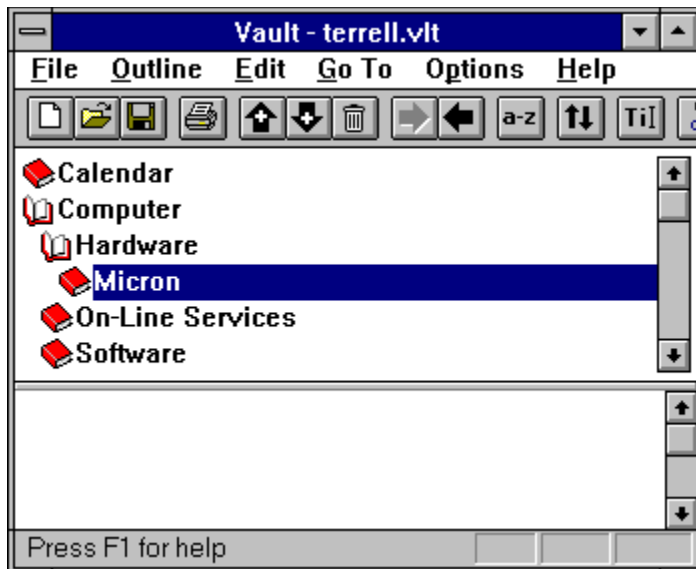 Vault - terrell.vlt
File Outline Edit Go To Options Help
a-z TiI
Calendar
Computer
Hardware
Micron
On-Line Services
Software
Press F1 for help